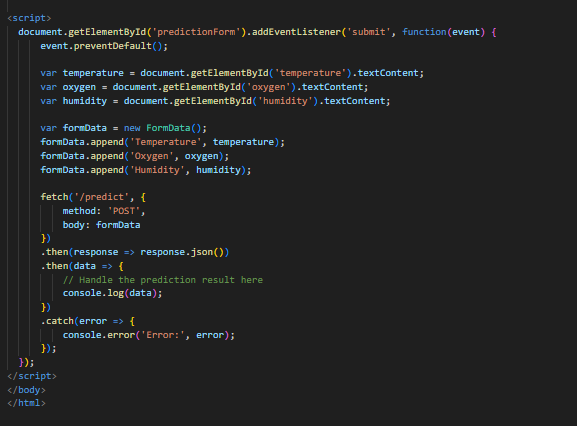 <script>
document.getElementById('predictionForm').addEventListener('submit', function(event) {
event.preventDefault();
var temperature = document.getElementById('temperature').textContent;
var oxygen = document.getElementById('oxygen').textContent;
var humidity = document.getElementById('humidity').textContent;
var formData = new FormData();
formData.append('Temperature', temperature);
formData.append('Oxygen', oxygen);
formData.append('Humidity', humidity);
fetch('/predict', {
method: 'POST',
body: formData
})
.then(response => response.json())
.then(data => {
// Handle the prediction result here
console.log(data);
})
.catch(error => {
console.error('Error:', error);
});
});
</script>
</body>
</html>